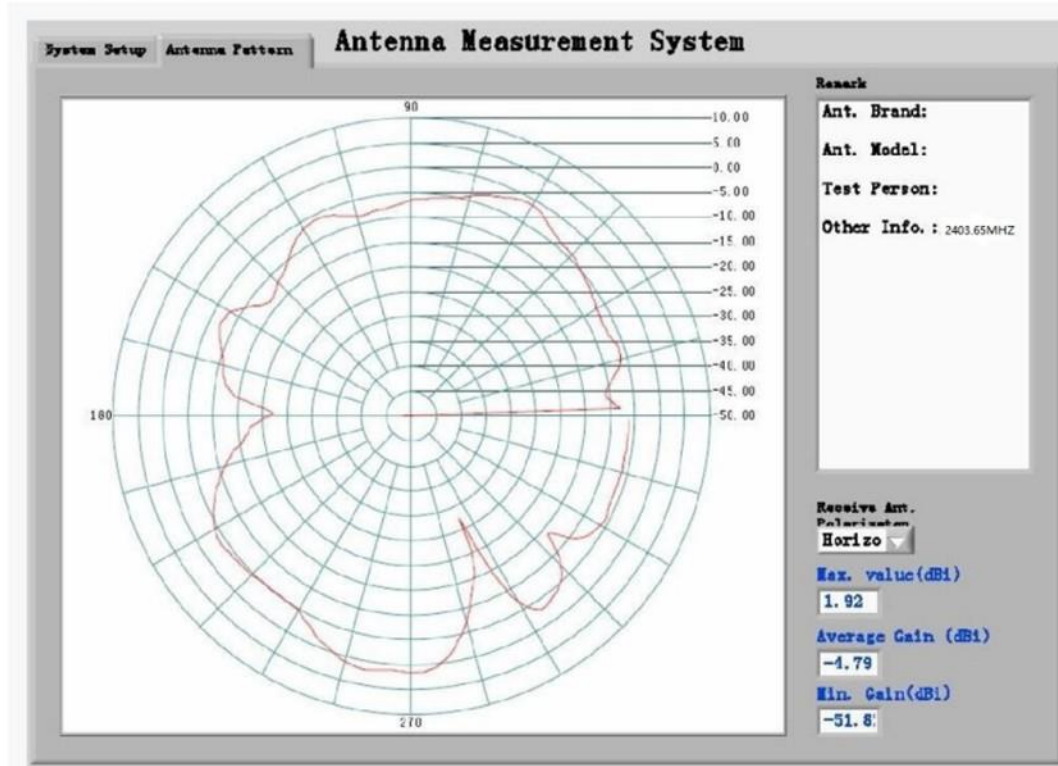 Antenna Measurement System
System Setup
Antenna Pattern
90
10.00
5.00
0.00
-5.00
-10.00
-15.00
-20.00
-25.00
-30.00
-35.00
-40.00
-45.00
-50.00
180
270
Remark
Ant. Brand:
Ant. Model:
Test Person:
Other Info.: 2403.65MHZ
Receive Ant.
Horizo
Max. value(dBi)
1.92
Average Gain (dBi)
-4.79
Min. Gain(dBi)